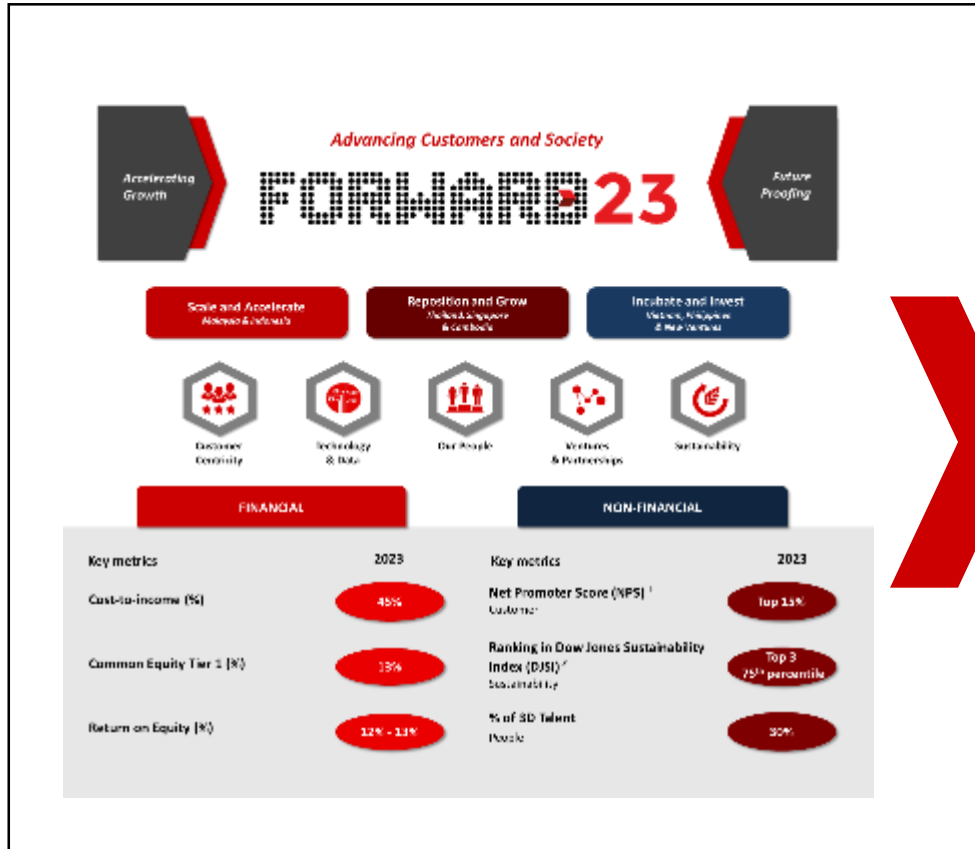 Advancing Customers and Society
Accelerating
Growth
FORWARD23
Future
Proofing
Scale and Accelerate
Malaysia & Indonesia
Reposition and Grow
Thailand, Singapore
& Cambodia
Incubate and Invest
Vietnam, Philippines
& New Ventures
Customer
Centricity
Technology
& Data
Our People
Ventures
& Partnerships
Sustainability
FINANCIAL
NON-FINANCIAL
Key metrics 2023
Cost-to-income (%) 45%
Common Equity Tier 1 (%) 13%
Return on Equity (%) 12% - 13%
Key metrics 2023
Net Promoter Score (NPS) 1
Customer
Top 15%
Ranking in Dow Jones Sustainability
Index (DJSI) 2
Sustainability
Top 3
75th percentile
% of 3D Talent
People
30%